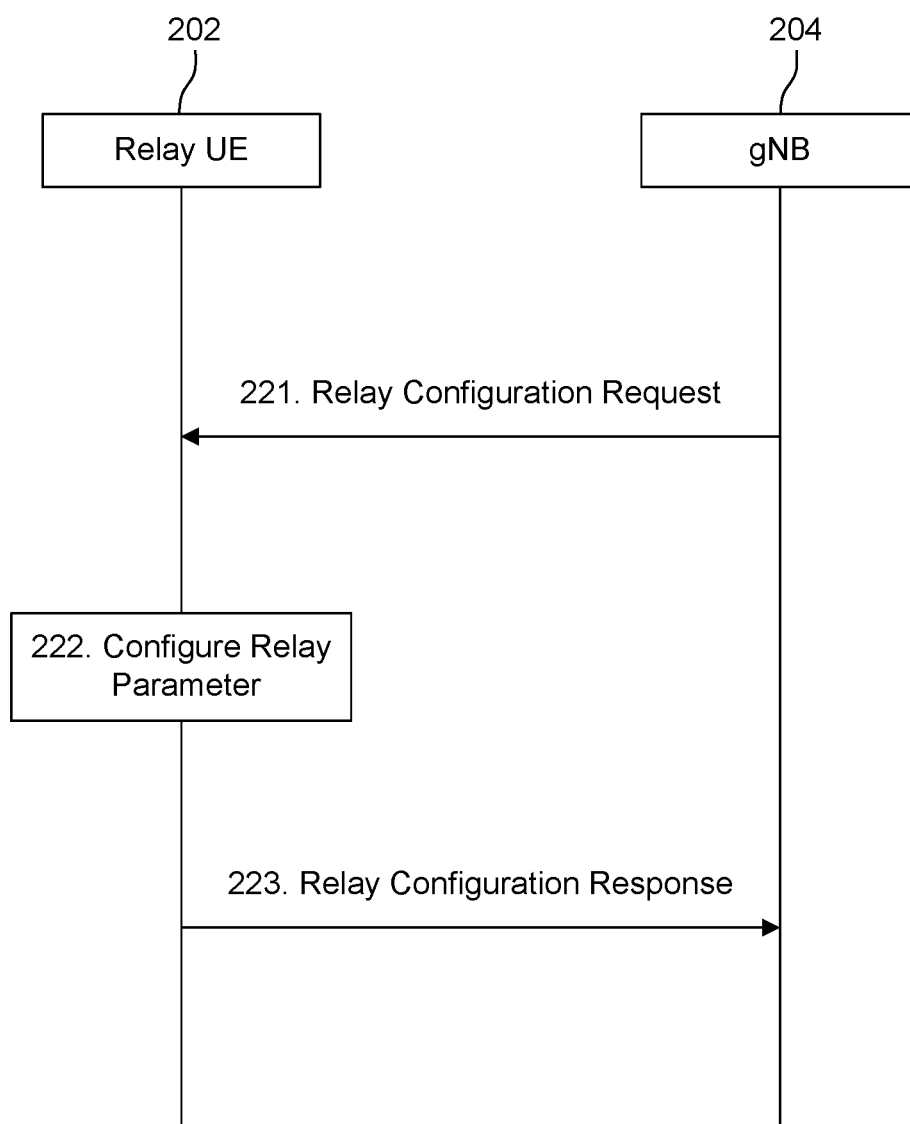 202
204
Relay UE
gNB
221. Relay Configuration Request
222. Configure Relay
Parameter
223. Relay Configuration Response